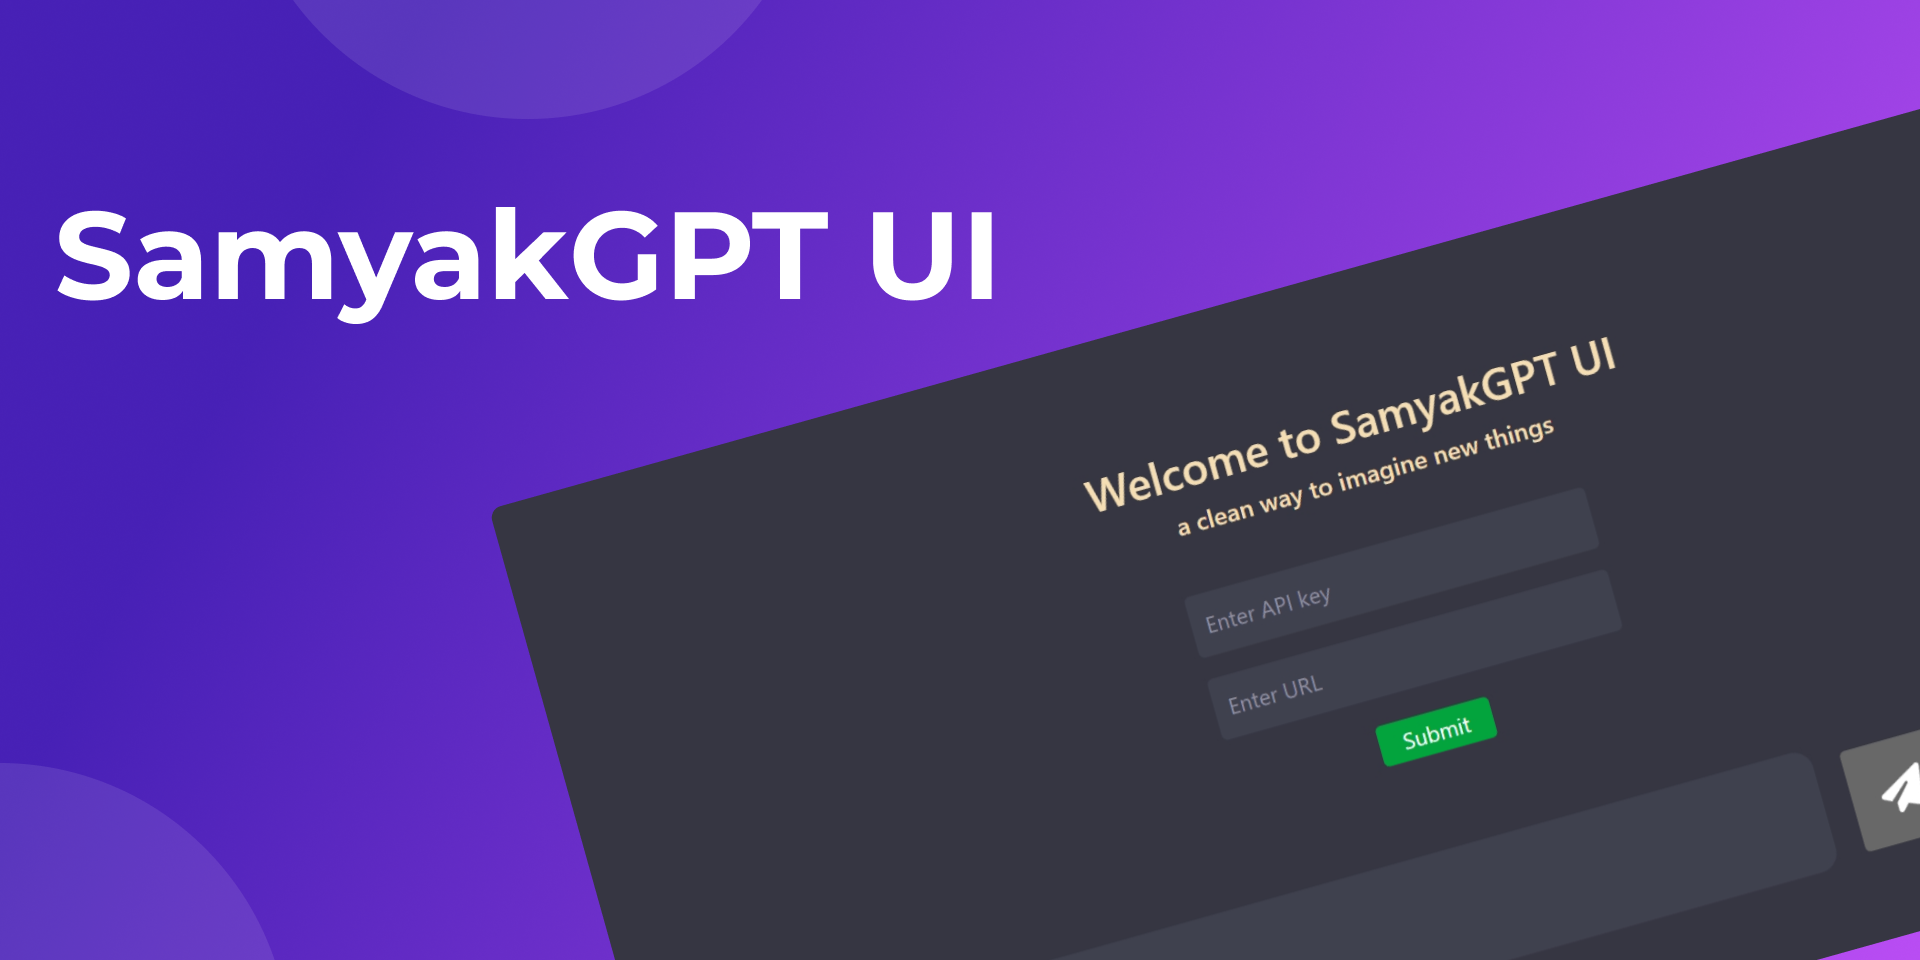 SamyakGPT UI
Welcome to SamyakGPT UI
a clean way to imagine new things
Enter API key
Enter URL
Submit